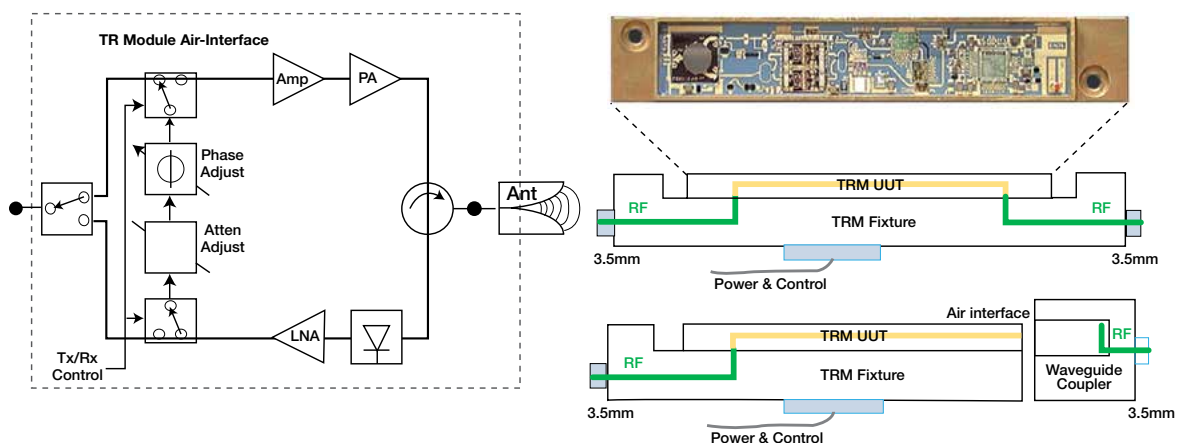 TR Module Air-Interface
Amp
PA
Phase
Adjust
Ant
Atten
Adjust
LNA
Tx/Rx
Control
TRM UUT
RF
RF
TRM Fixture
3.5mm
3.5mm
Power & Control
Air interface
TRM UUT
RF
RF
TRM Fixture
Waveguide
Coupler
3.5mm
3.5mm
Power & Control